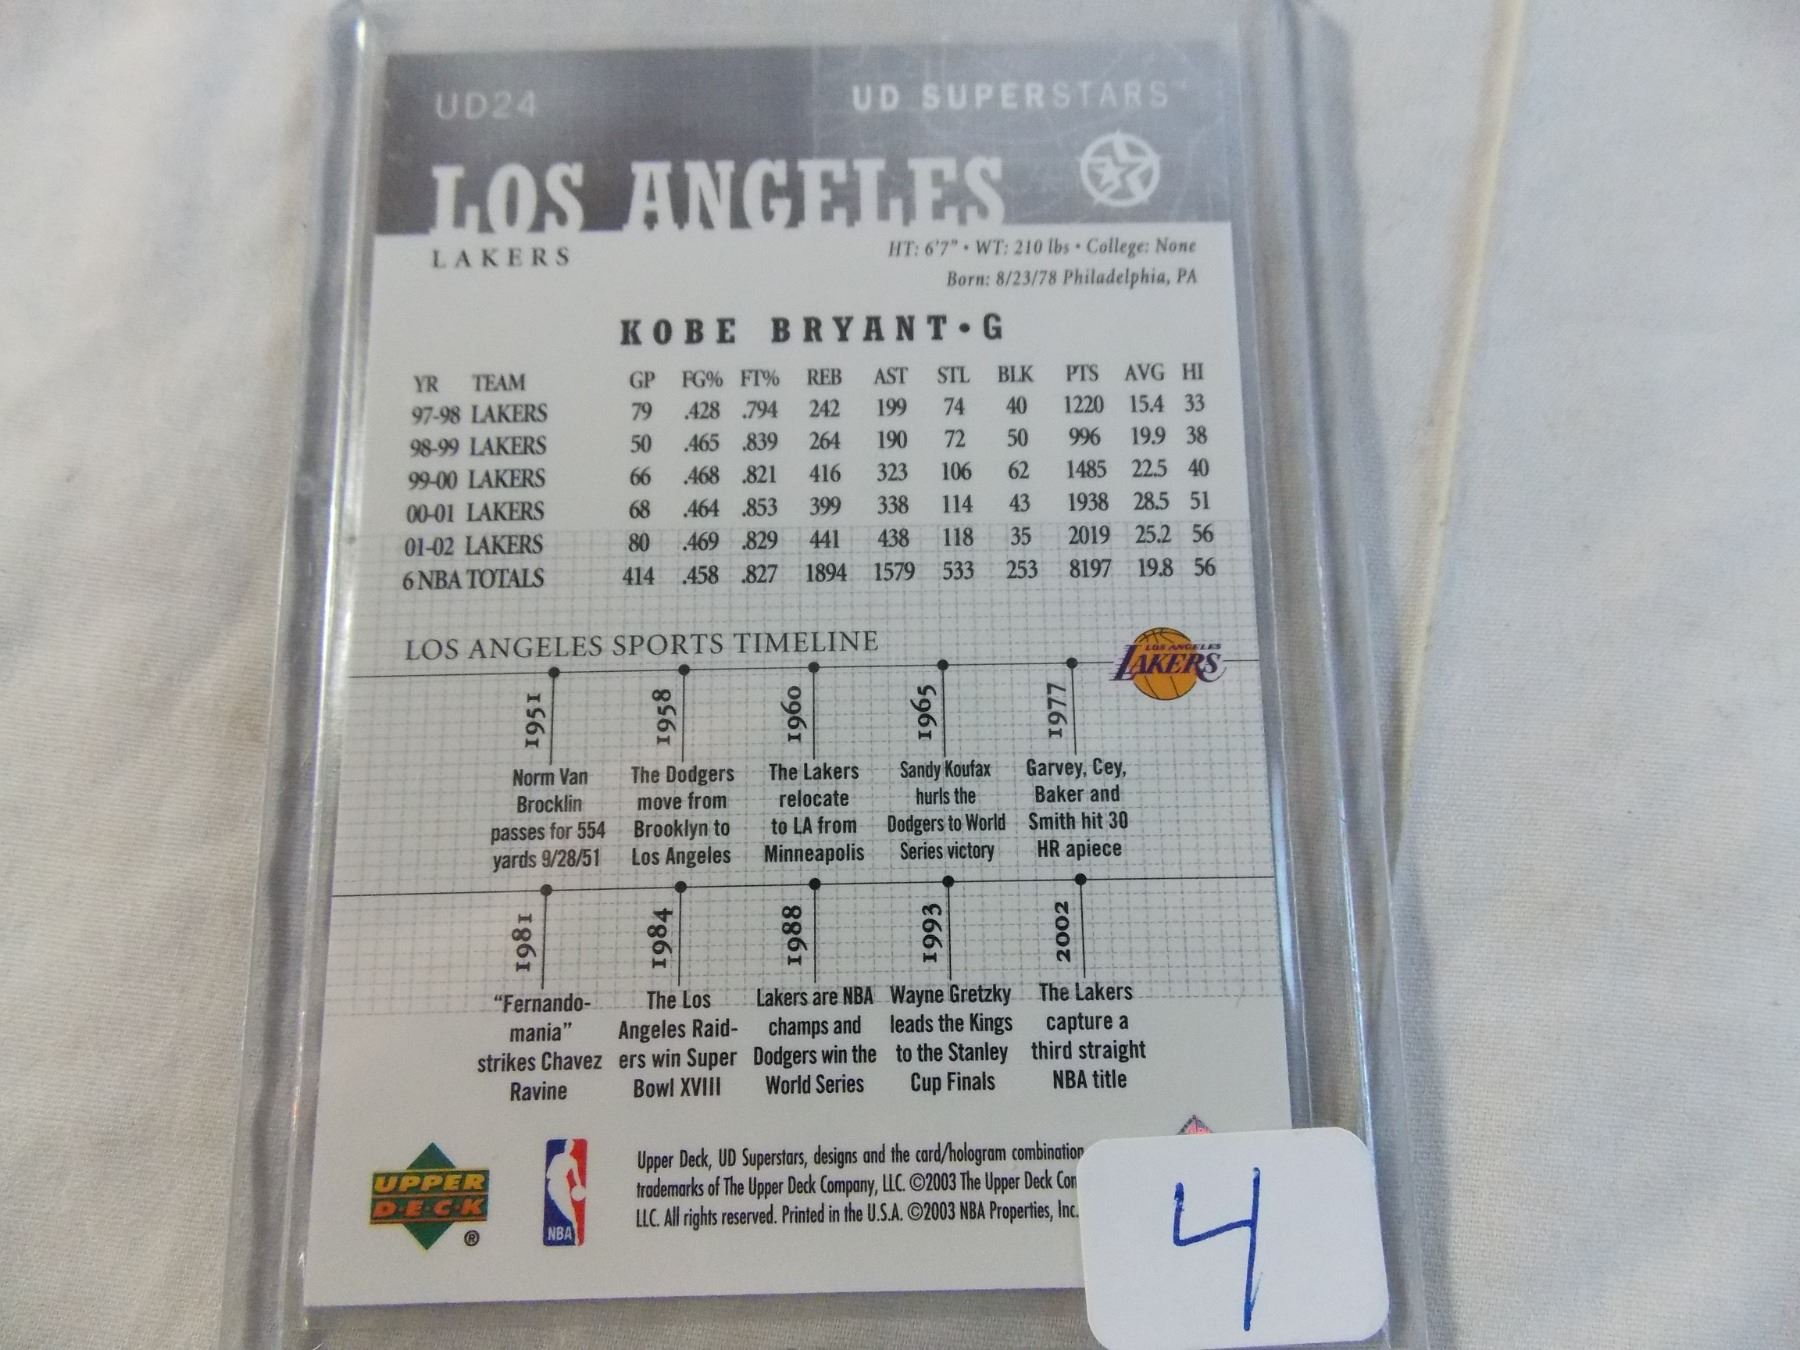 UD24 UD SUPERSTARS™
LOS ANGELES
LAKERS
HT: 6'7" • WT: 210 lbs • College: None
Born: 8/23/78 Philadelphia, PA
KOBE BRYANT • G
YR TEAM GP FG% FT% REB AST STL BLK PTS AVG HI
97-98 LAKERS 79 .428 .794 242 199 74 40 1220 15.4 33
98-99 LAKERS 50 .465 .839 264 190 72 50 996 19.9 38
99-00 LAKERS 66 .468 .821 416 323 106 62 1485 22.5 40
00-01 LAKERS 68 .464 .853 399 338 114 43 1938 28.5 51
01-02 LAKERS 80 .469 .829 441 438 118 35 2019 25.2 56
6 NBA TOTALS 414 .458 .827 1894 1579 533 253 8197 19.8 56
LOS ANGELES SPORTS TIMELINE
LOS ANGELES
LAKERS
1951
Norm Van
Brocklin
passes for 554
yards 9/28/51
1958
The Dodgers
move from
Brooklyn to
Los Angeles
1960
The Lakers
relocate
to LA from
Minneapolis
1965
Sandy Koufax
hurls the
Dodgers to World
Series victory
1977
Garvey, Cey,
Baker and
Smith hit 30
HR apiece
1981
"Fernando-
mania"
strikes Chavez
Ravine
1984
The Los
Angeles Raid-
ers win Super
Bowl XVIII
1988
Lakers are NBA
champs and
Dodgers win the
World Series
1993
Wayne Gretzky
leads the Kings
to the Stanley
Cup Finals
2002
The Lakers
capture a
third straight
NBA title
UPPER
DECK
®
NBA
Upper Deck, UD Superstars, designs and the card/hologram combination
trademarks of The Upper Deck Company, LLC. ©2003 The Upper Deck Com
LLC. All rights reserved. Printed in the U.S.A. ©2003 NBA Properties, Inc.
4